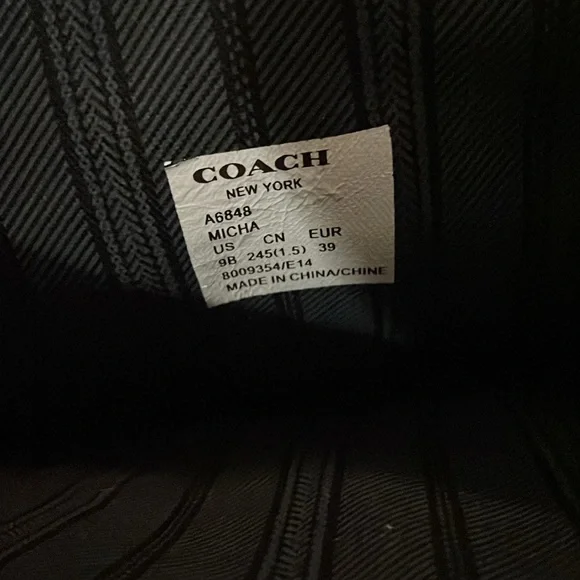 COACH
NEW YORK
A6848
MICHA
US CN EUR
9B 245(1.5) 39
8009354/E14
MADE IN CHINA/CHINE